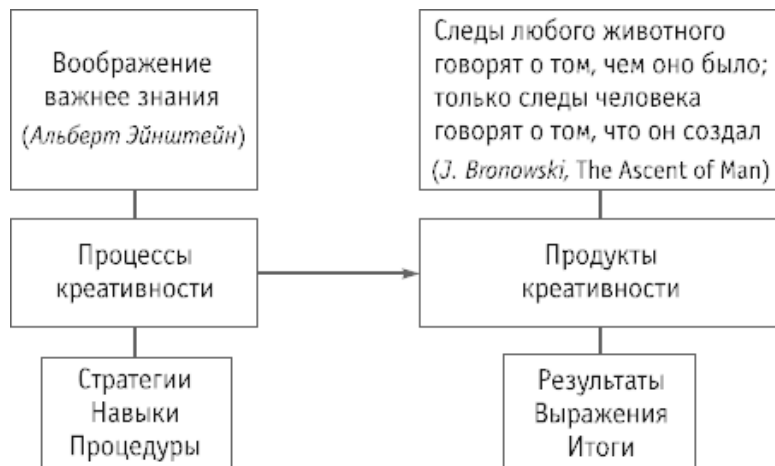 Воображение
важнее знания
(Альберт Эйнштейн)
Следы любого животного
говорят о том, чем оно было;
только следы человека
говорят о том, что он создал
(J. Bronowski, The Ascent of Man)
Процессы
креативности
Продукты
креативности
Стратегии
Навыки
Процедуры
Результаты
Выражения
Итоги